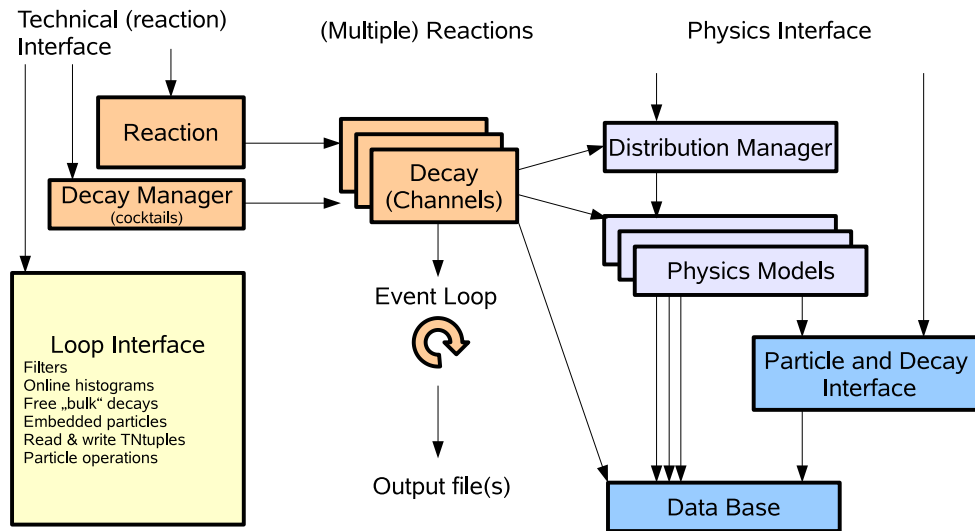 Technical (reaction)
Interface
(Multiple) Reactions
Physics Interface
Reaction
Decay Manager
(cocktails)
Decay
(Channels)
Distribution Manager
Physics Models
Event Loop
Loop Interface
Filters
Online histograms
Free „bulk“ decays
Embedded particles
Read & write TNtuples
Particle operations
Particle and Decay
Interface
Output file(s)
Data Base